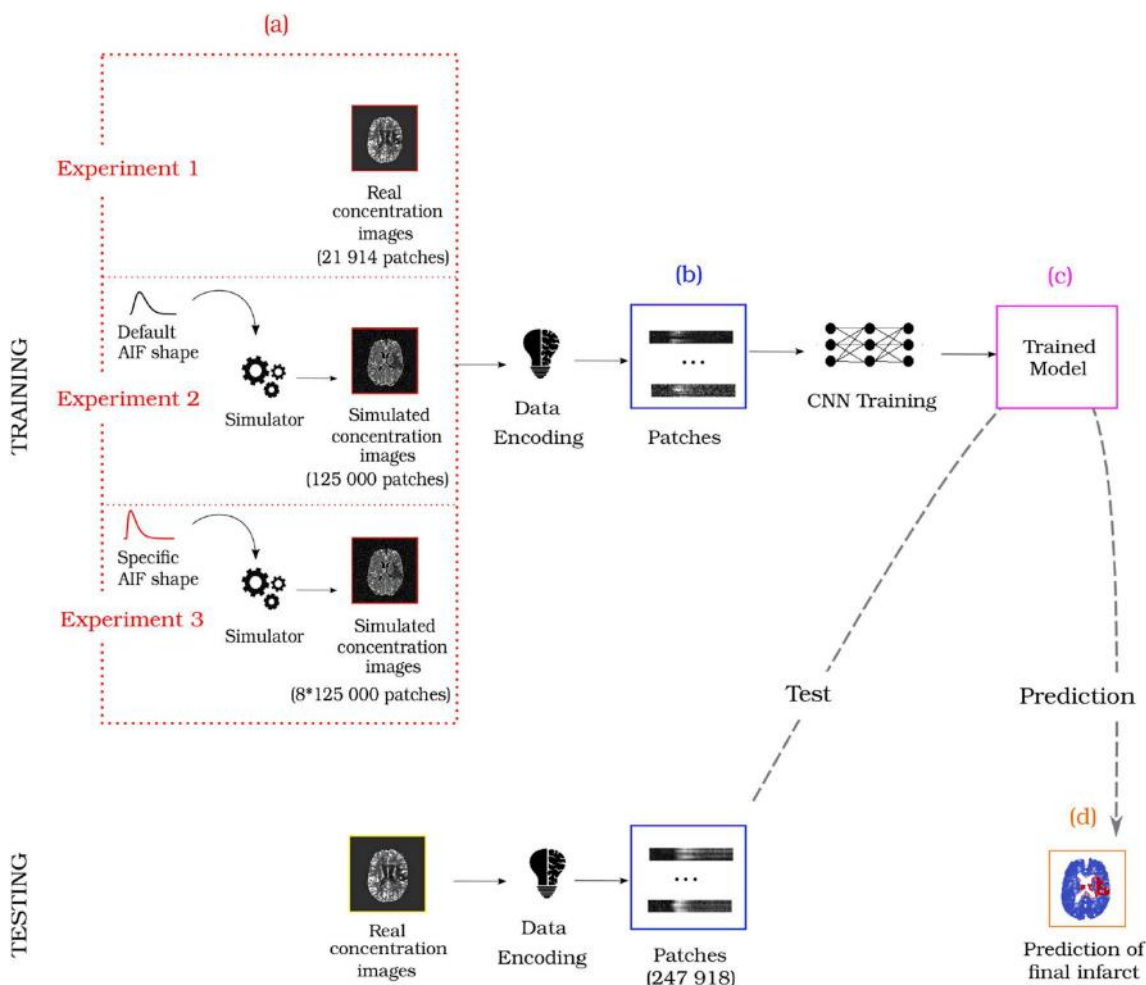 (a)
Experiment 1
Real
concentration
images
(21 914 patches)
TRAINING
Default
AIF shape
Experiment 2
Simulator
Simulated
concentration
images
(125 000 patches)
Specific
AIF shape
Experiment 3
Simulator
Simulated
concentration
images
(8*125 000 patches)
Data
Encoding
(b)
Patches
CNN Training
(c)
Trained
Model
Test
Prediction
TESTING
Real
concentration
images
Data
Encoding
Patches
(247 918)
(d)
Prediction of
final infarct